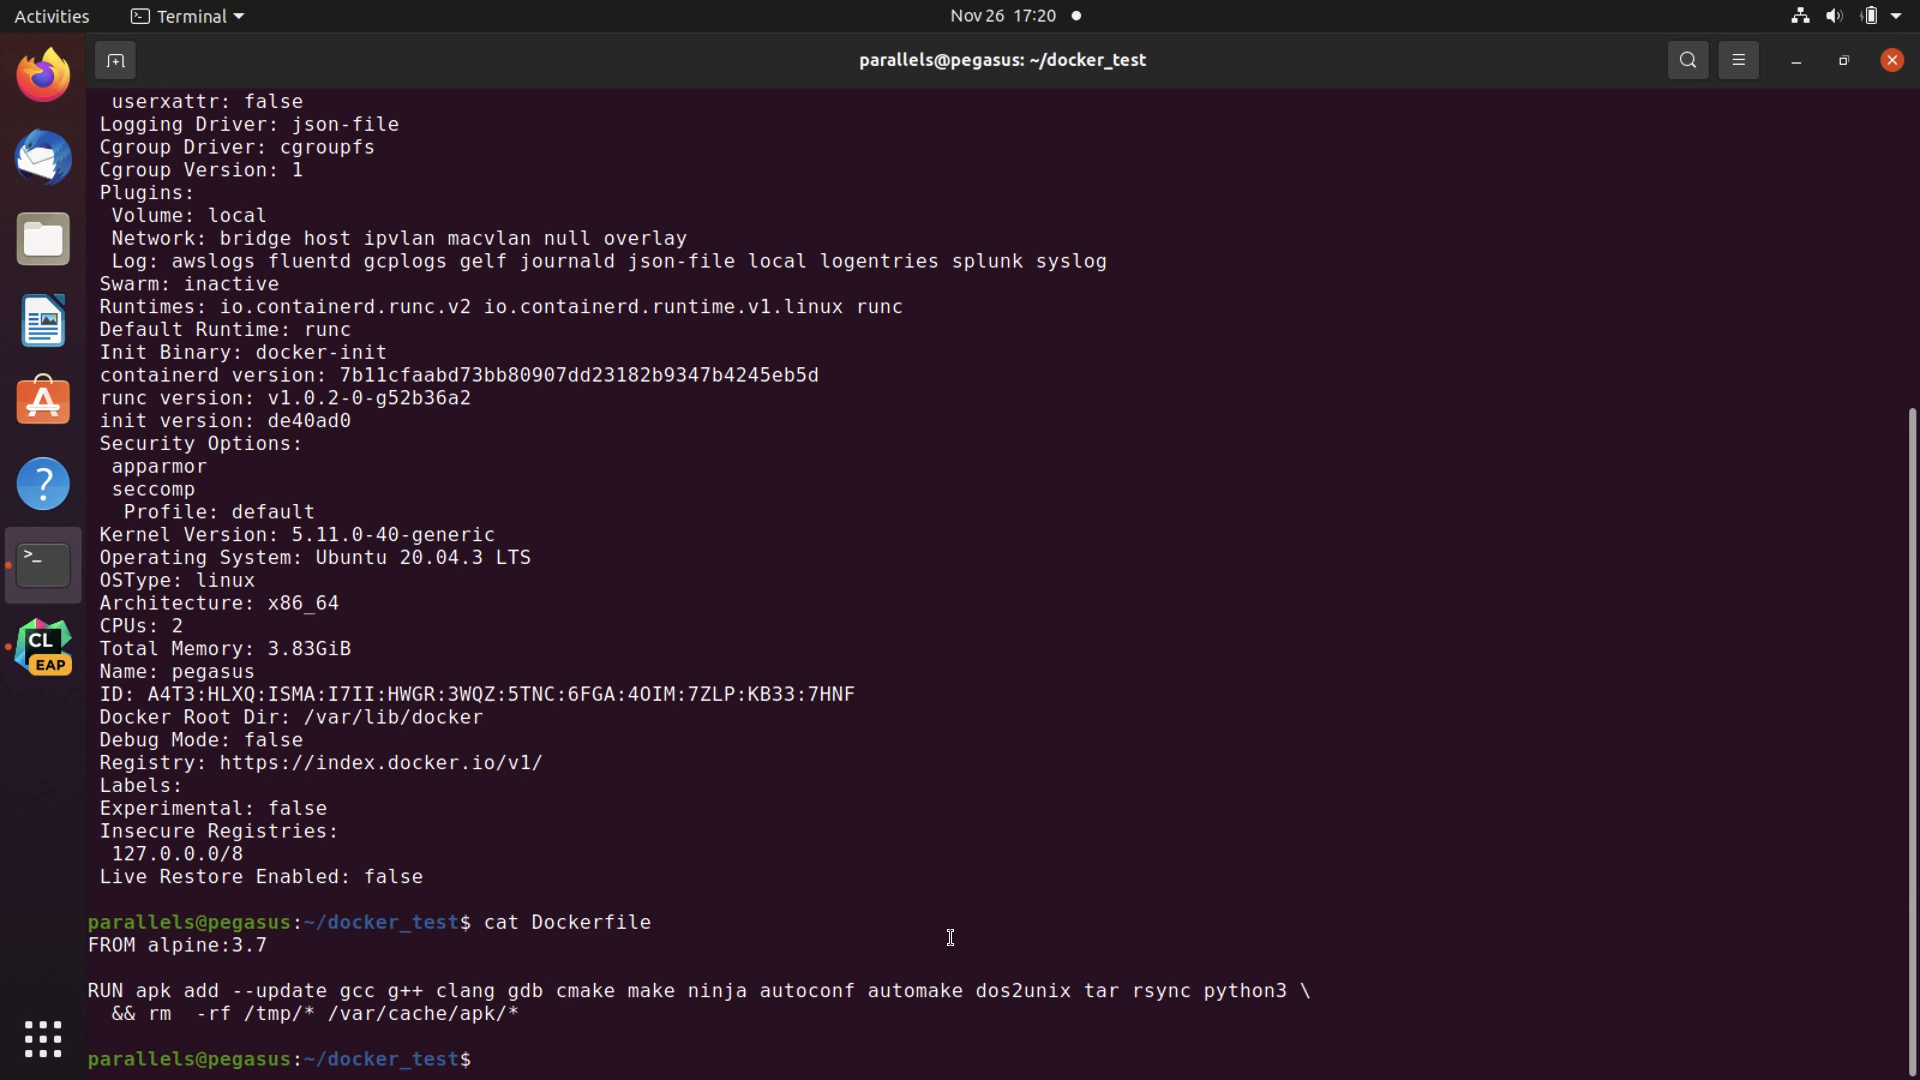 Activities
Terminal
Nov 26 17:20
parallels@pegasus: ~/docker_test
userxattr: false
Logging Driver: json-file
Cgroup Driver: cgroupfs
Cgroup Version: 1
Plugins:
Volume: local
Network: bridge host ipvlan macvlan null overlay
Log: awslogs fluentd gcplogs gelf journald json-file local logentries splunk syslog
Swarm: inactive
Runtimes: io.containerd.runc.v2 io.containerd.runtime.v1.linux runc
Default Runtime: runc
Init Binary: docker-init
containerd version: 7b11cfaabd73bb80907dd23182b9347b4245eb5d
runc version: v1.0.2-0-g52b36a2
init version: de40ad0
Security Options:
apparmor
seccomp
Profile: default
Kernel Version: 5.11.0-40-generic
Operating System: Ubuntu 20.04.3 LTS
OSType: linux
Architecture: x86_64
CPUs: 2
Total Memory: 3.83GiB
Name: pegasus
ID: A4T3:HLXQ:ISMA:I7II:HWGR:3WQZ:5TNC:6FGA:4OIM:7ZLP:KB33:7HNF
Docker Root Dir: /var/lib/docker
Debug Mode: false
Registry: https://index.docker.io/v1/
Labels:
Experimental: false
Insecure Registries:
127.0.0.0/8
Live Restore Enabled: false
parallels@pegasus:~/docker_test$ cat Dockerfile
FROM alpine:3.7
RUN apk add --update gcc g++ clang gdb cmake make ninja autoconf automake dos2unix tar rsync python3 \
&& rm  -rf /tmp/* /var/cache/apk/*
parallels@pegasus:~/docker_test$
CL
EAP